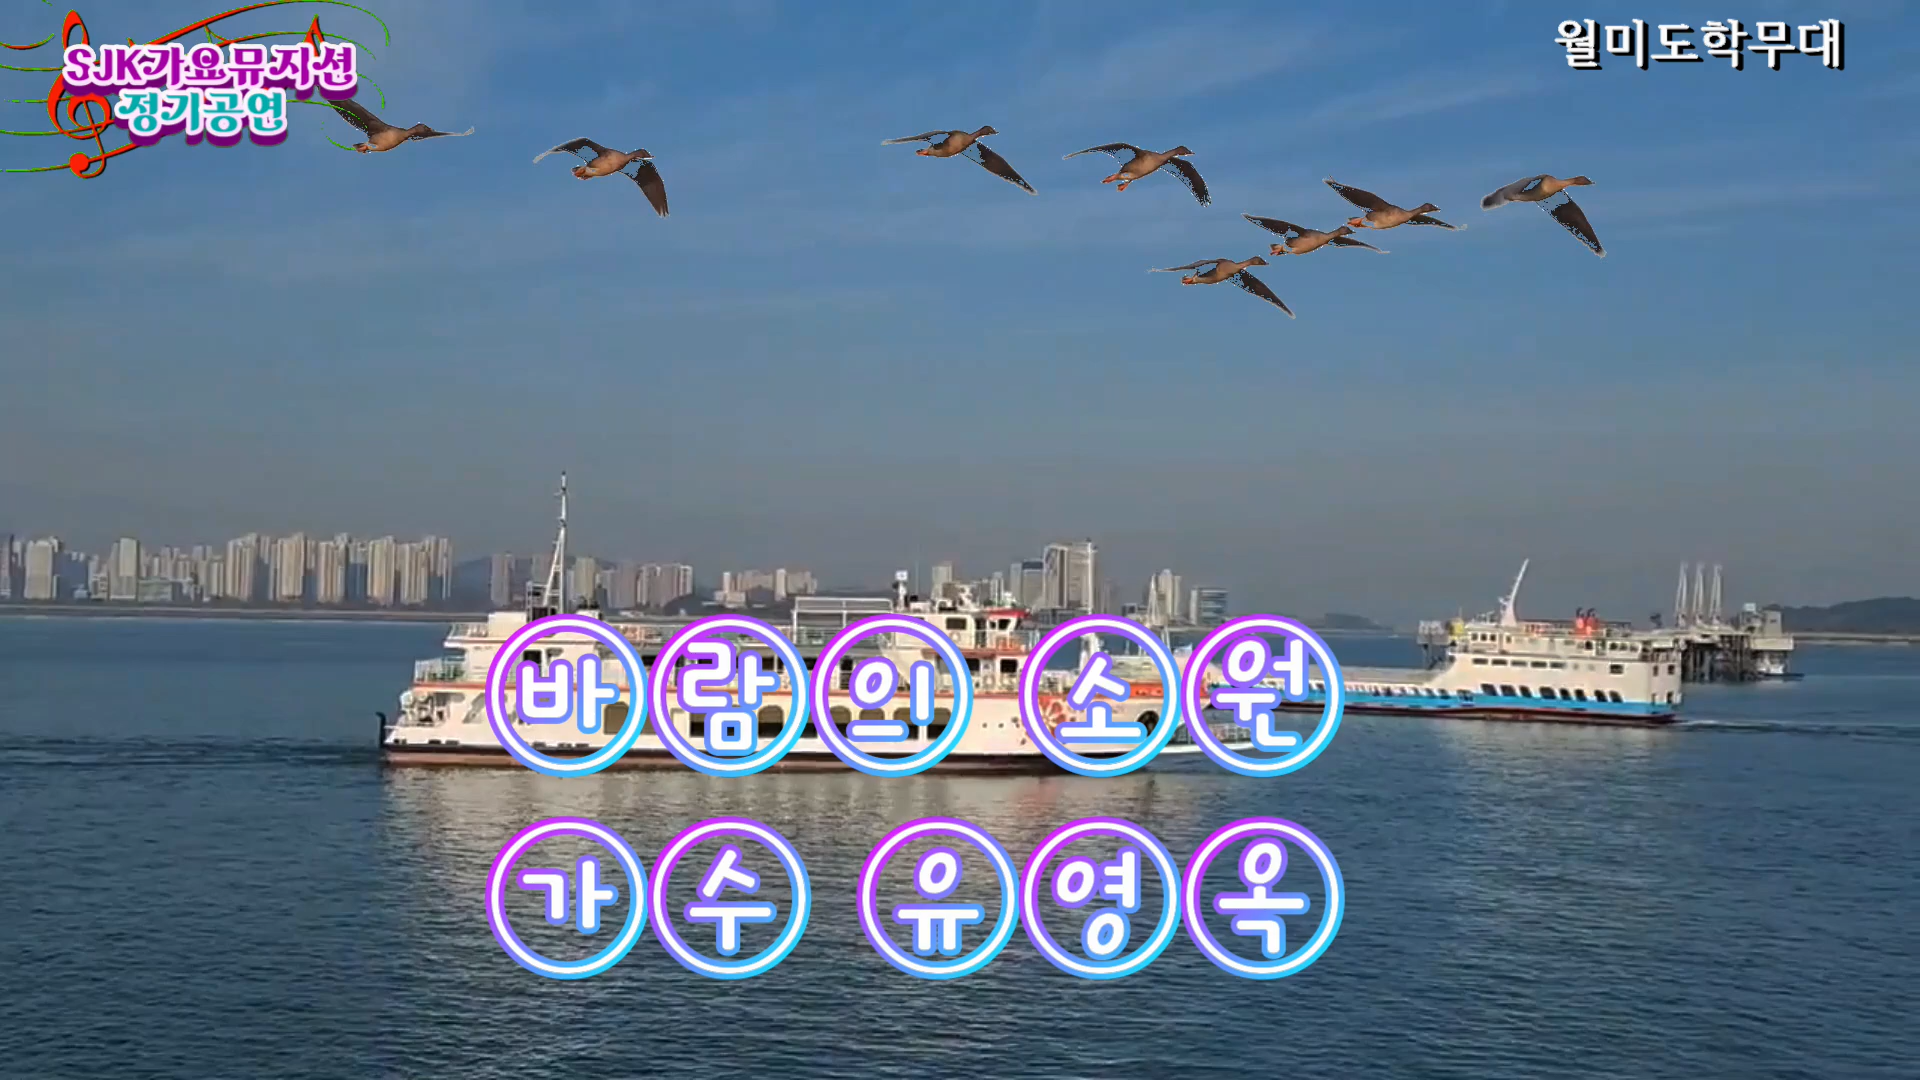 SJK가요뮤지션
정기공연
월미도학무대
바람의 소원
가수 유영옥